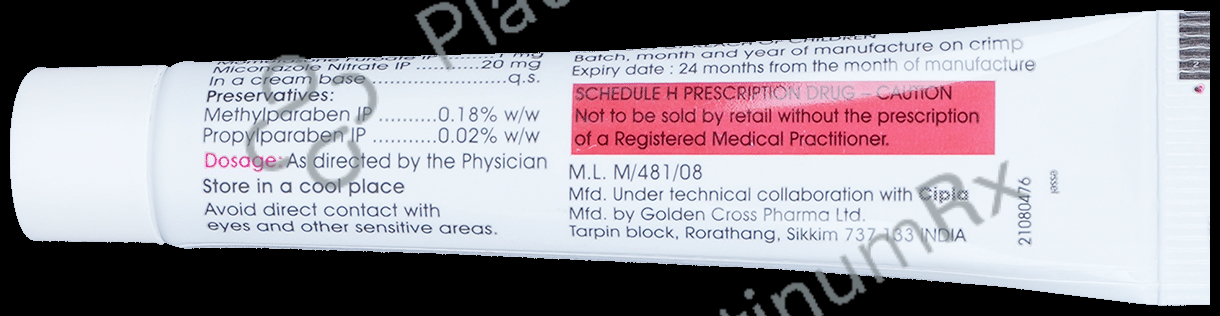 Miconazole Nitrate IP ............ 20 mg
In a cream base ........................q.s.
Preservatives:
Methylparaben IP ..........0.18% w/w
Propylparaben IP ...........0.02% w/w
Dosage: As directed by the Physician
Store in a cool place
Avoid direct contact with
eyes and other sensitive areas.
Batch, month and year of manufacture on crimp
Expiry date : 24 months from the month of manufacture
SCHEDULE H PRESCRIPTION DRUG – CAUTION
Not to be sold by retail without the prescription
of a Registered Medical Practitioner.
M.L. M/481/08
Mfd. Under technical collaboration with Cipla
Mfd. by Golden Cross Pharma Ltd.
Tarpin block, Rorathang, Sikkim 737 133 INDIA
21080476
Plati
tinumRx